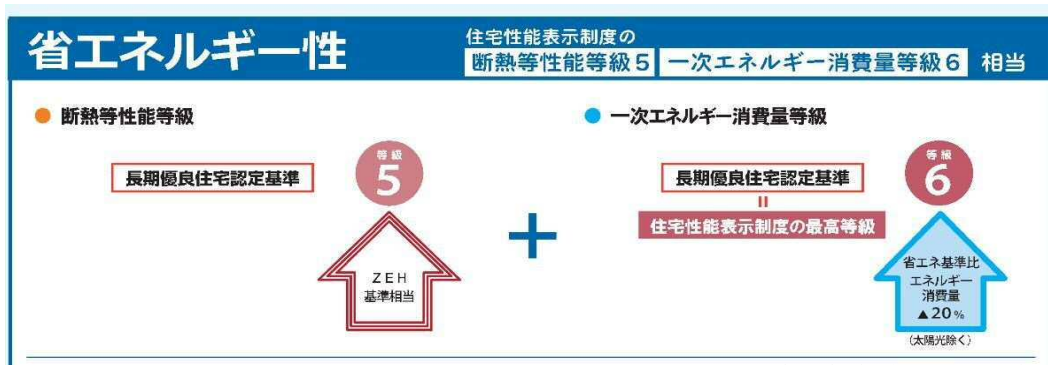 省エネルギー性
住宅性能表示制度の
断熱等性能等級5 一次エネルギー消費量等級6 相当
● 断熱等性能等級
長期優良住宅認定基準
等級
5
ZEH
基準相当
+
● 一次エネルギー消費量等級
長期優良住宅認定基準
=
住宅性能表示制度の最高等級
等級
6
省エネ基準比
エネルギー
消費量
▲20%
(太陽光除く)